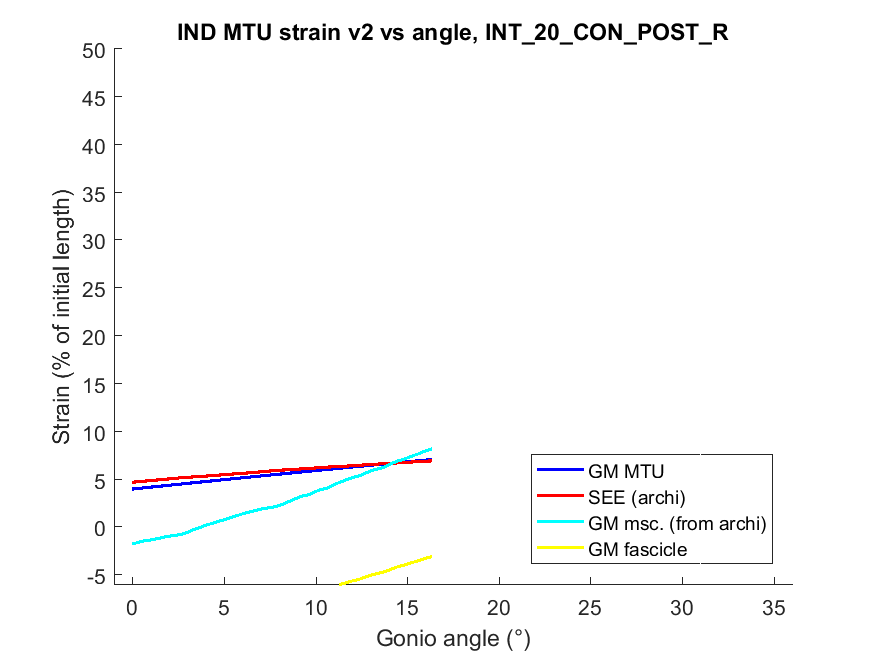 IND MTU strain v2 vs angle, INT_20_CON_POST_R
50
45
40
35
30
25
20
15
10
5
0
-5
Strain (% of initial length)
GM MTU
SEE (archi)
GM msc. (from archi)
GM fascicle
0 5 10 15 20 25 30 35
Gonio angle (°)